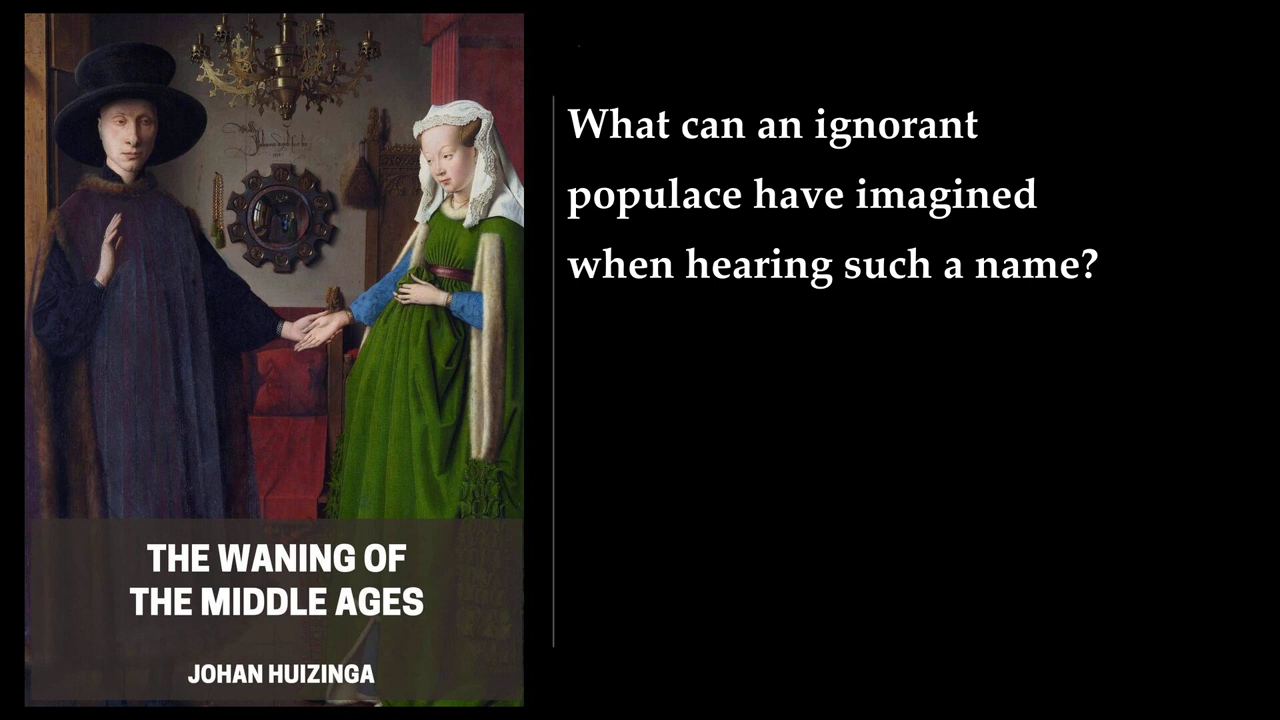 THE WANING OF
THE MIDDLE AGES
JOHAN HUIZINGA
What can an ignorant
populace have imagined
when hearing such a name?